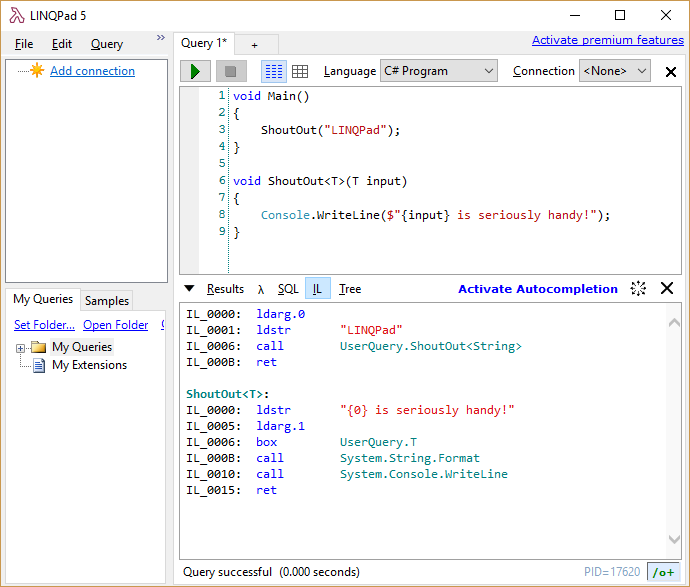 LINQPad 5
File Edit Query »
Add connection
My Queries Samples
Set Folder... Open Folder
My Queries
My Extensions
Query 1* +
Activate premium features
Language C# Program Connection <None>
1 void Main()
2 {
3 ShoutOut("LINQPad");
4 }
5
6 void ShoutOut<T>(T input)
7 {
8 Console.WriteLine($"{input} is seriously handy!");
9 }
Results λ SQL IL Tree Activate Autocompletion
IL_0000: ldarg.0
IL_0001: ldstr "LINQPad"
IL_0006: call UserQuery.ShoutOut<String>
IL_000B: ret
ShoutOut<T>:
IL_0000: ldstr "{0} is seriously handy!"
IL_0005: ldarg.1
IL_0006: box UserQuery.T
IL_000B: call System.String.Format
IL_0010: call System.Console.WriteLine
IL_0015: ret
Query successful (0.000 seconds) PID=17620 /o+